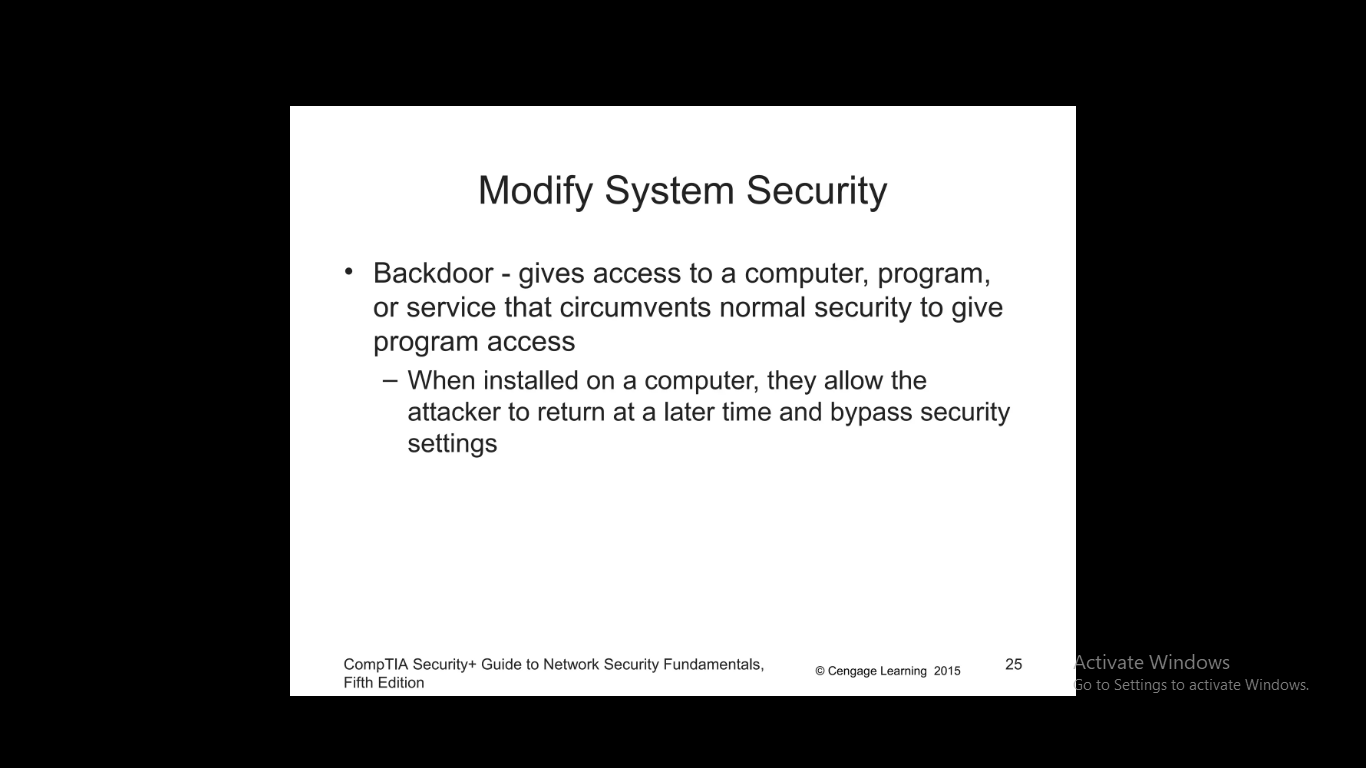 Modify System Security
• Backdoor - gives access to a computer, program,
or service that circumvents normal security to give
program access
– When installed on a computer, they allow the
attacker to return at a later time and bypass security
settings
CompTIA Security+ Guide to Network Security Fundamentals,
Fifth Edition
© Cengage Learning 2015
25
Activate Windows
Go to Settings to activate Windows.